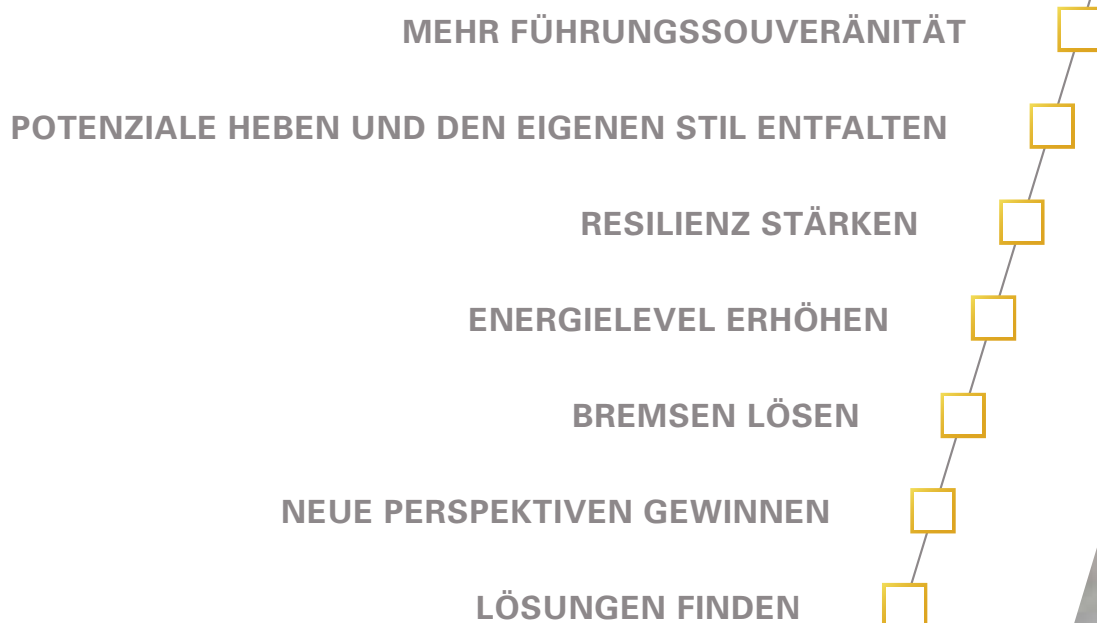 MEHR FÜHRUNGSSOUVERÄNITÄT
POTENZIALE HEBEN UND DEN EIGENEN STIL ENTFALTEN
RESILIENZ STÄRKEN
ENERGIELEVEL ERHÖHEN
BREMSEN LÖSEN
NEUE PERSPEKTIVEN GEWINNEN
LÖSUNGEN FINDEN